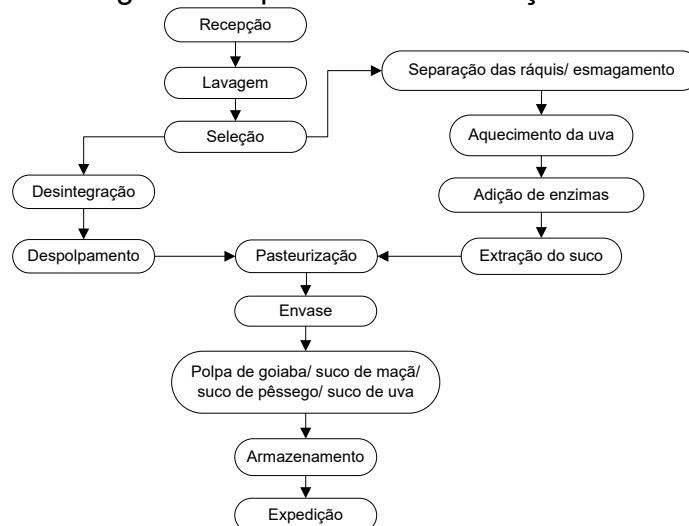 Recepção
Lavagem
Seleção
Separação das ráquis/ esmagamento
Aquecimento da uva
Adição de enzimas
Extração do suco
Desintegração
Despolpamento
Pasteurização
Envase
Polpa de goiaba/ suco de maçã/
suco de pêssego/ suco de uva
Armazenamento
Expedição